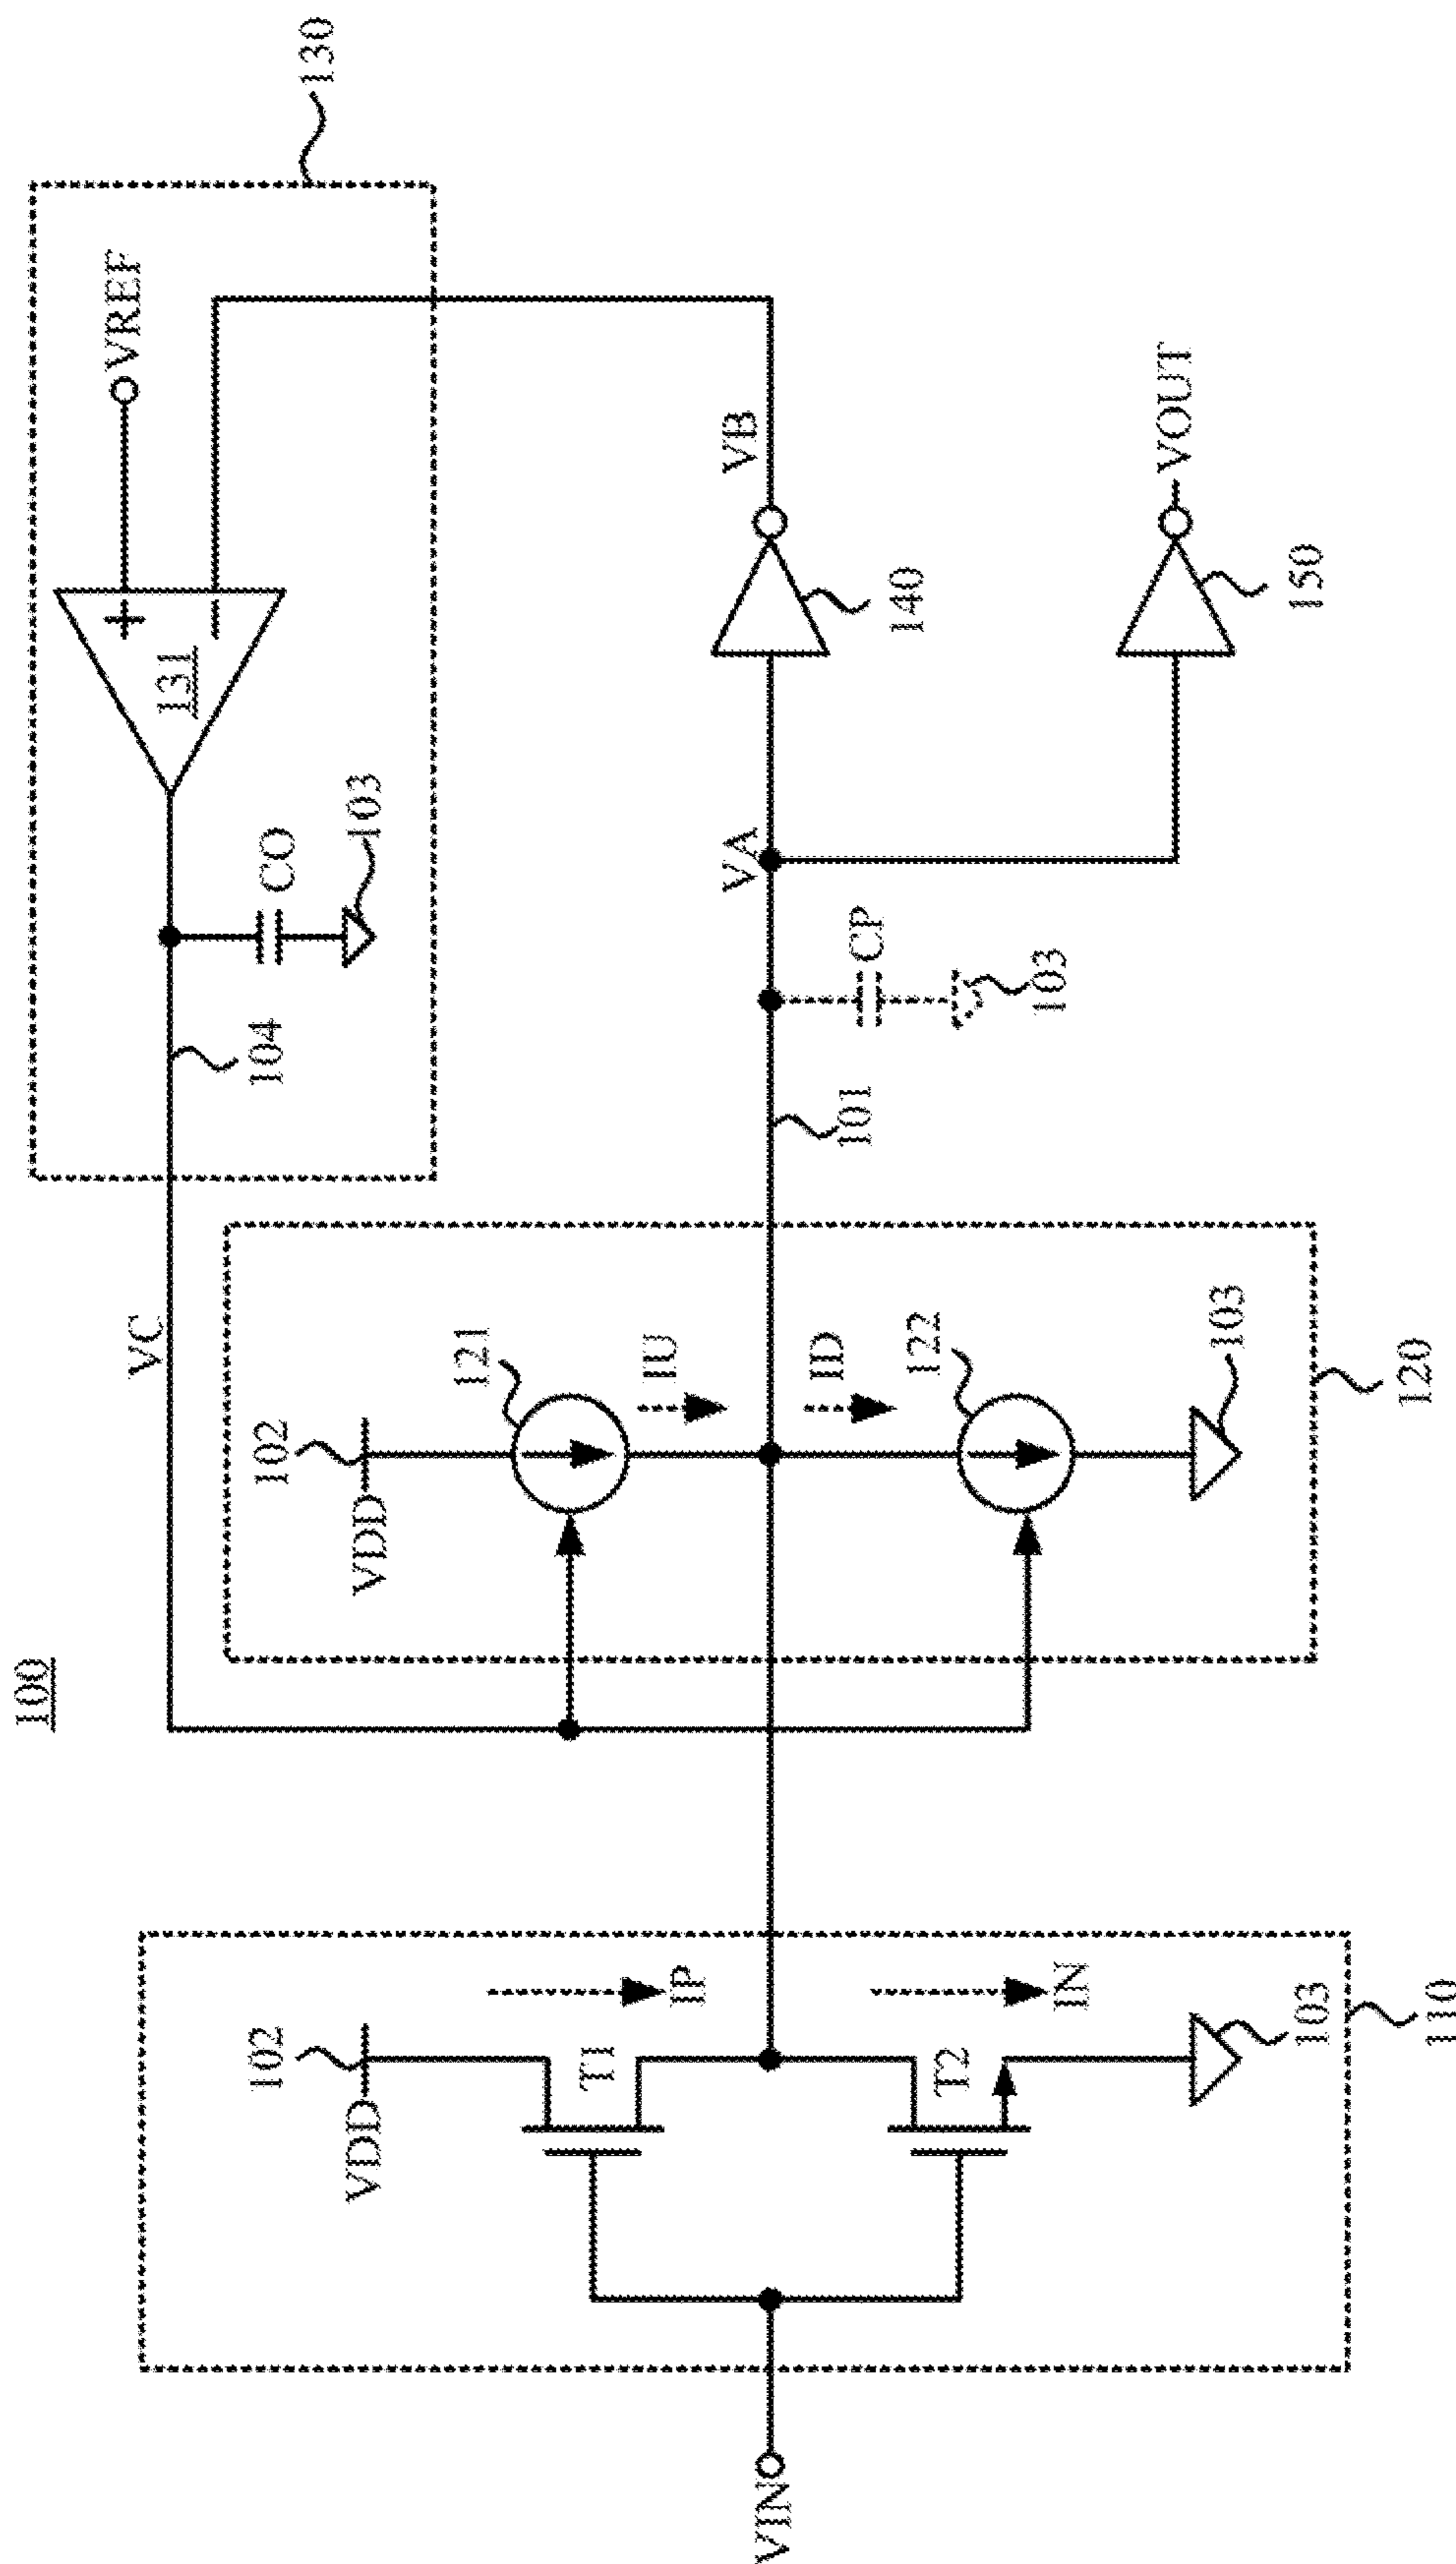 100
VIN
VDD
102
T1
IP
T2
IN
103
110
VC
VDD
102
121
IU
ID
122
103
120
104
CO
103
131
+
−
VREF
130
101
CP
103
VA
VB
140
150
VOUT